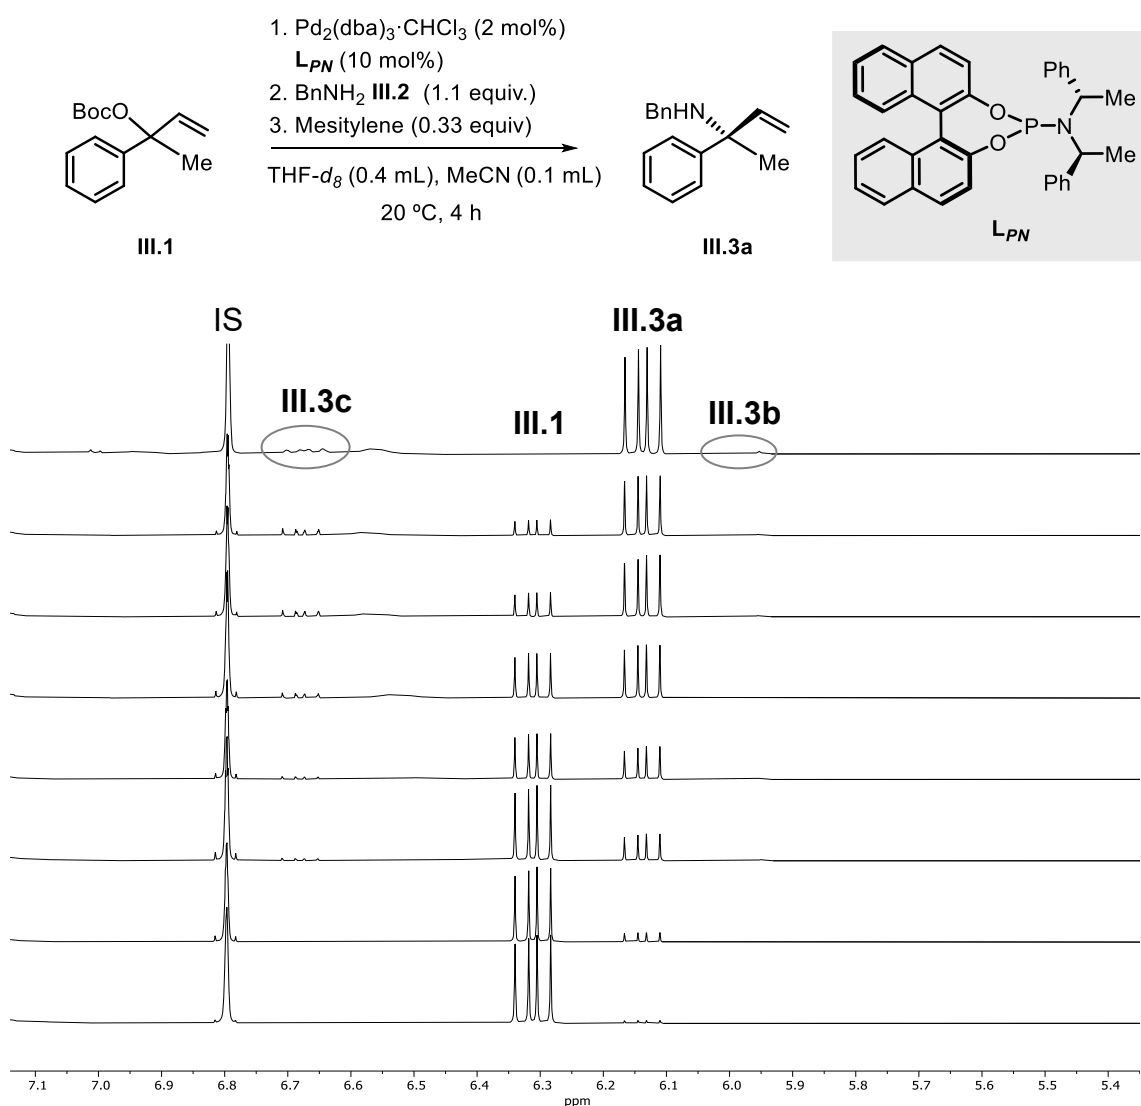 1. Pd2(dba)3·CHCl3 (2 mol%)
LPN (10 mol%)
2. BnNH2 III.2 (1.1 equiv.)
3. Mesitylene (0.33 equiv)
THF-d8 (0.4 mL), MeCN (0.1 mL)
20 ºC, 4 h
BocO
Me
III.1
BnHN
Me
III.3a
Ph
Me
O
P
N
O
Me
Ph
LPN
IS
III.3c
III.1
III.3a
III.3b
7.1 7.0 6.9 6.8 6.7 6.6 6.5 6.4 6.3 6.2 6.1 6.0 5.9 5.8 5.7 5.6 5.5 5.4
ppm